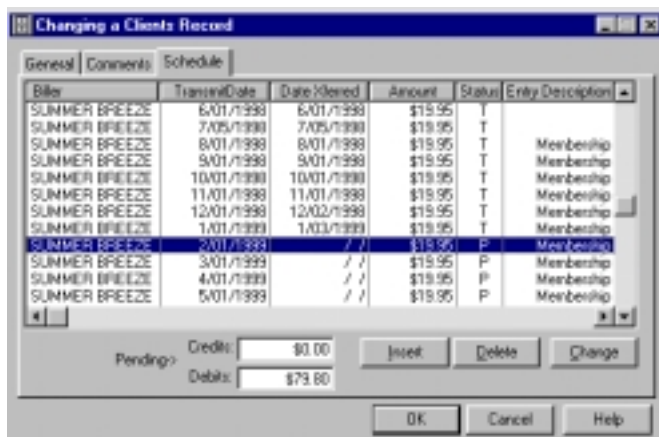 Changing a Clients Record
General Comments Schedule
Biller TransmitDate Date Xferred Amount Status Entry Description
SUMMER BREEZE 6/01/1998 6/01/1998 $19.95 T
SUMMER BREEZE 7/05/1998 7/05/1998 $19.95 T
SUMMER BREEZE 8/01/1998 8/01/1998 $19.95 T Membership
SUMMER BREEZE 9/01/1998 9/01/1998 $19.95 T Membership
SUMMER BREEZE 10/01/1998 10/01/1998 $19.95 T Membership
SUMMER BREEZE 11/01/1998 11/01/1998 $19.95 T Membership
SUMMER BREEZE 12/01/1998 12/02/1998 $19.95 T Membership
SUMMER BREEZE 1/01/1999 1/03/1999 $19.95 T Membership
SUMMER BREEZE 2/01/1999 / / $19.95 P Membership
SUMMER BREEZE 3/01/1999 / / $19.95 P Membership
SUMMER BREEZE 4/01/1999 / / $19.95 P Membership
SUMMER BREEZE 5/01/1999 / / $19.95 P Membership
Pending-> Credits: $0.00 Insert Delete Change
Debits: $79.80
OK Cancel Help